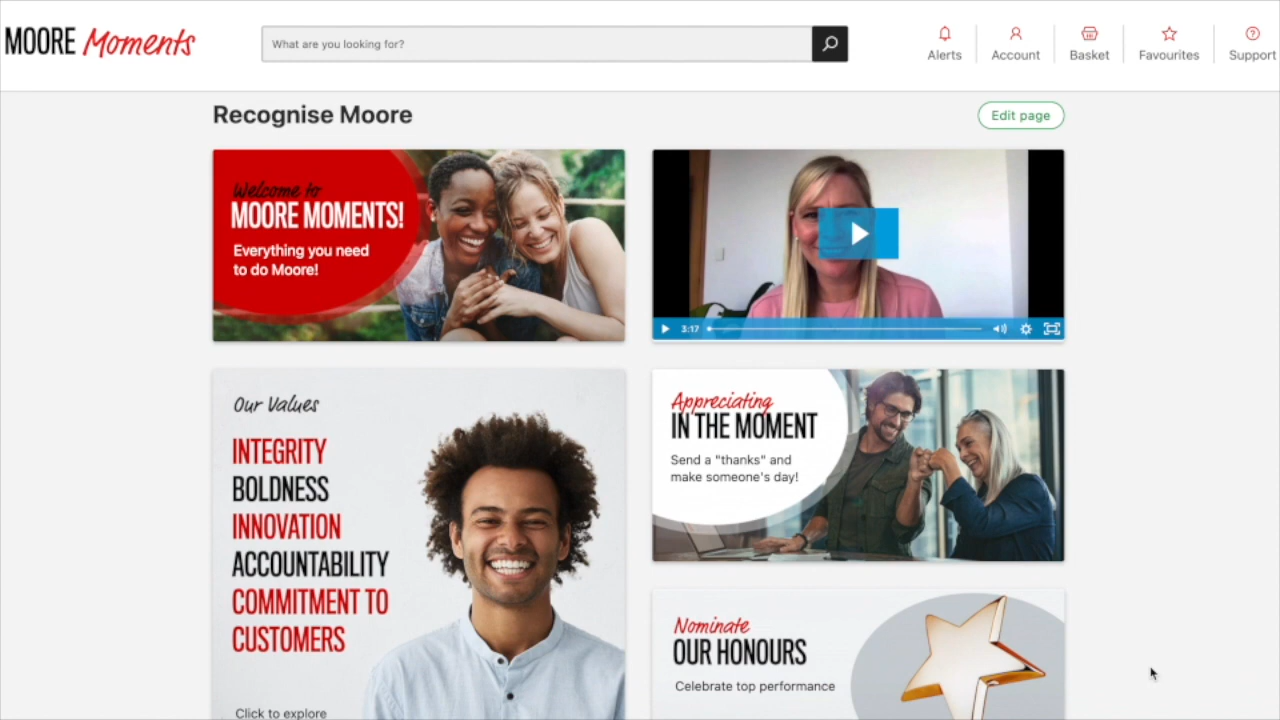 MOORE Moments
What are you looking for?
Alerts
Account
Basket
Favourites
Support
Recognise Moore
Edit page
Welcome to
MOORE MOMENTS!
Everything you need
to do Moore!
3:17
Our Values
INTEGRITY
BOLDNESS
INNOVATION
ACCOUNTABILITY
COMMITMENT TO
CUSTOMERS
Click to explore
Appreciating
IN THE MOMENT
Send a "thanks" and
make someone's day!
Nominate
OUR HONOURS
Celebrate top performance